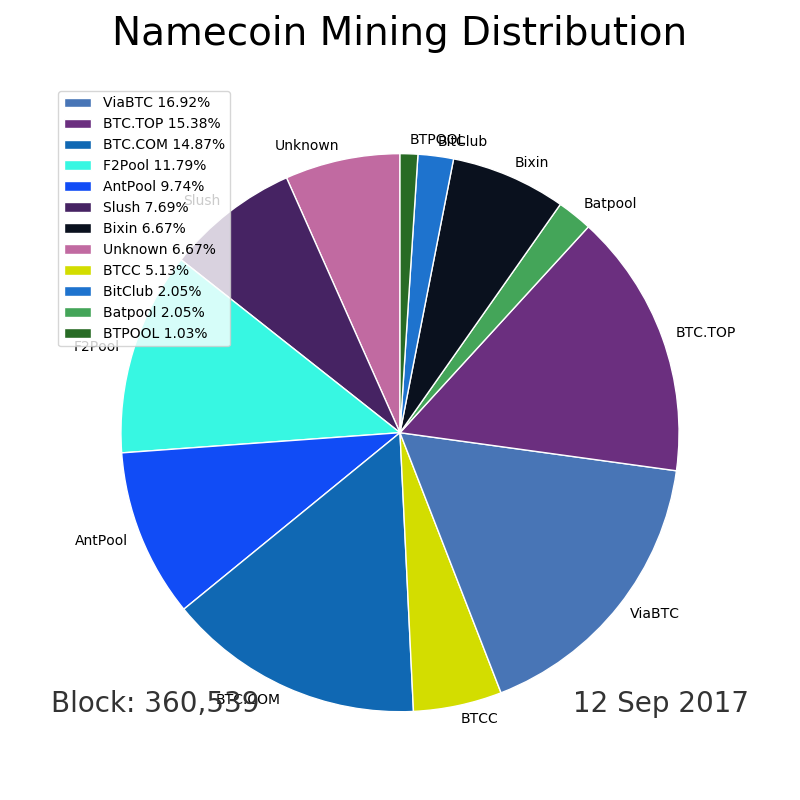 Namecoin Mining Distribution
ViaBTC 16.92%
BTC.TOP 15.38%
BTC.COM 14.87%
F2Pool 11.79%
AntPool 9.74%
Slush 7.69%
Bixin 6.67%
Unknown 6.67%
BTCC 5.13%
BitClub 2.05%
Batpool 2.05%
BTPOOL 1.03%
Unknown
BTPOOL
BitClub
Bixin
Slush
Batpool
BTC.TOP
F2Pool
AntPool
ViaBTC
BTC.COM
BTCC
Block: 360,539
12 Sep 2017